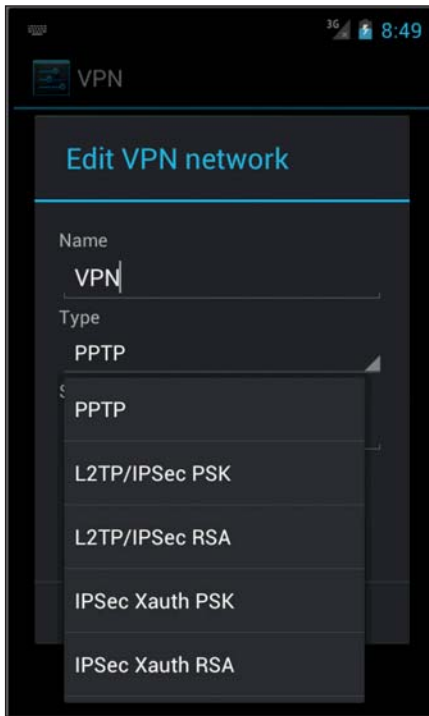 3G 8:49
VPN
Edit VPN network
Name
VPN
Type
PPTP
S
PPTP
L2TP/IPSec PSK
L2TP/IPSec RSA
IPSec Xauth PSK
IPSec Xauth RSA